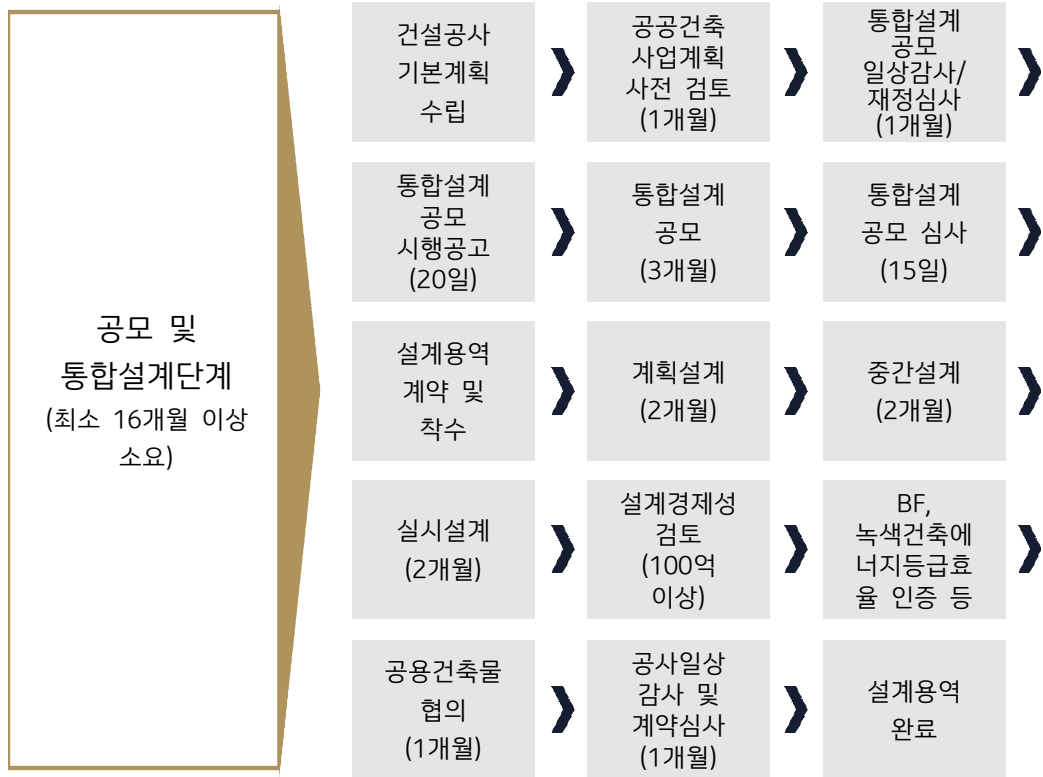 공모 및
통합설계단계
(최소 16개월 이상
소요)
건설공사
기본계획
수립
공공건축
사업계획
사전 검토
(1개월)
통합설계
공모
일상감사/
재정심사
(1개월)
통합설계
공모
시행공고
(20일)
통합설계
공모
(3개월)
통합설계
공모 심사
(15일)
설계용역
계약 및
착수
계획설계
(2개월)
중간설계
(2개월)
실시설계
(2개월)
설계경제성
검토
(100억
이상)
BF,
녹색건축에
너지등급효
율 인증 등
공용건축물
협의
(1개월)
공사일상
감사 및
계약심사
(1개월)
설계용역
완료